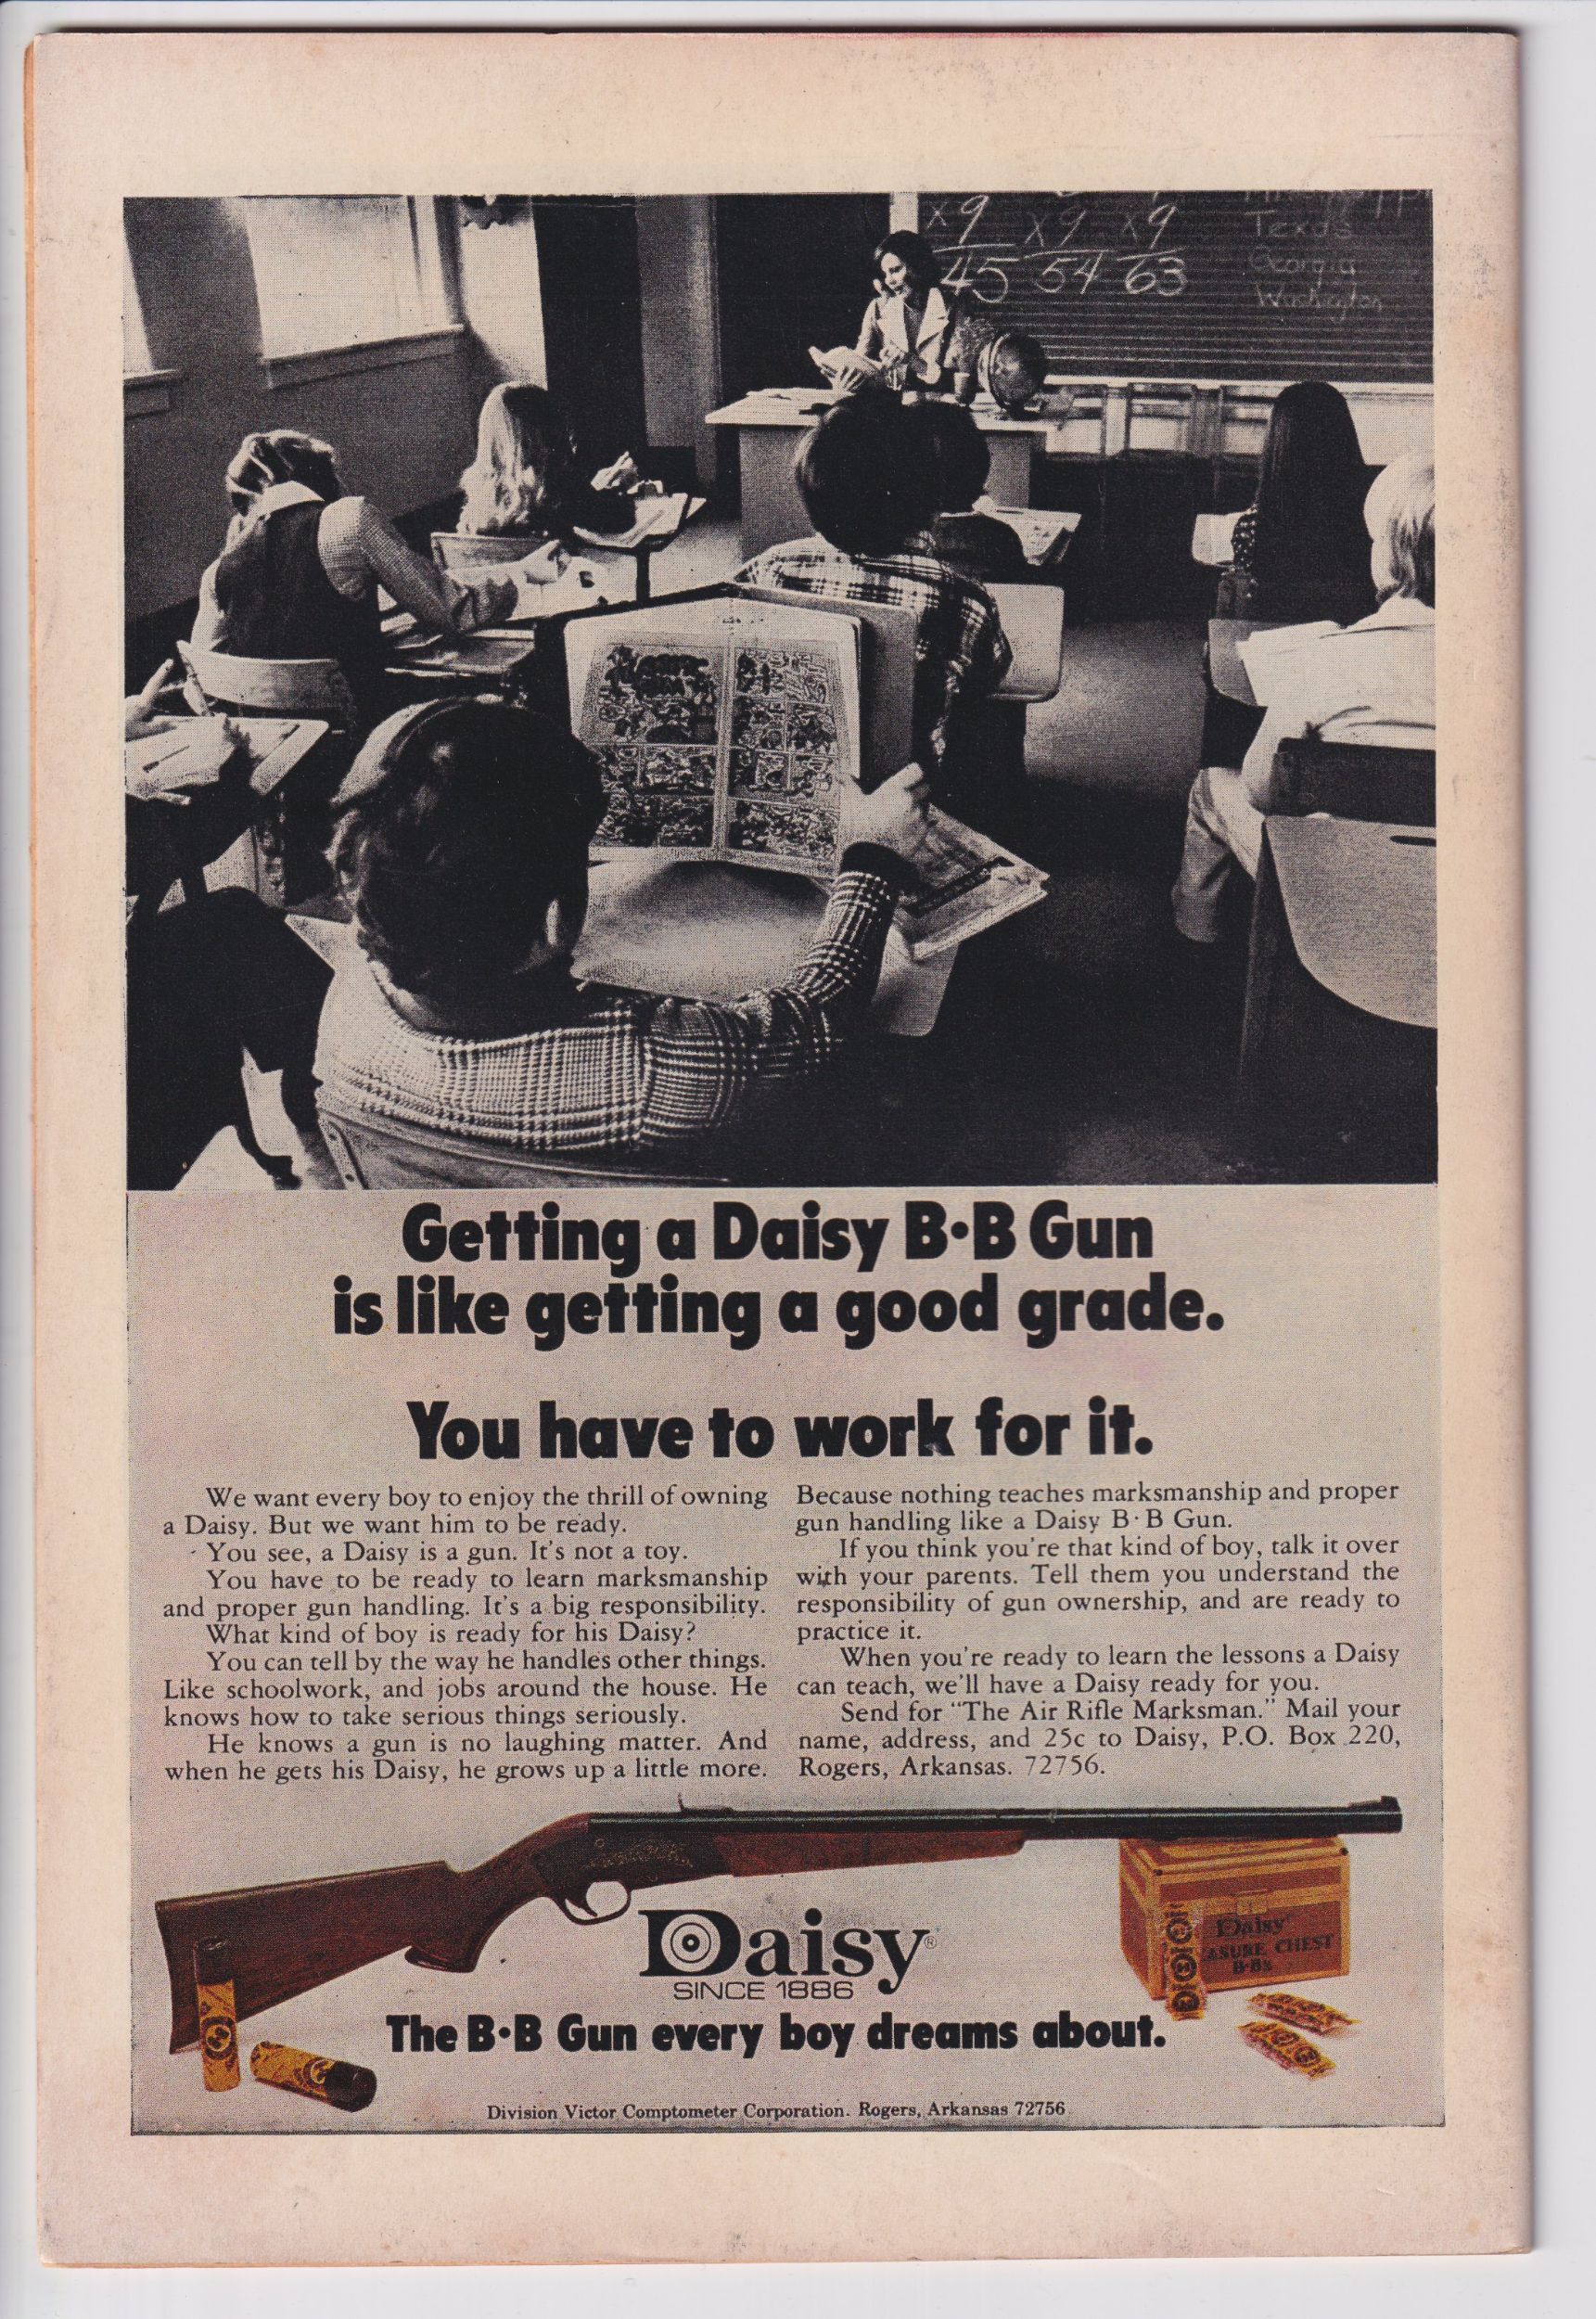 x9 x9 x9
45 54 63
Texas
Georgia
Washington
Getting a Daisy B·B Gun
is like getting a good grade.
You have to work for it.
We want every boy to enjoy the thrill of owning
a Daisy. But we want him to be ready.
You see, a Daisy is a gun. It's not a toy.
You have to be ready to learn marksmanship
and proper gun handling. It's a big responsibility.
What kind of boy is ready for his Daisy?
You can tell by the way he handles other things.
Like schoolwork, and jobs around the house. He
knows how to take serious things seriously.
He knows a gun is no laughing matter. And
when he gets his Daisy, he grows up a little more.
Because nothing teaches marksmanship and proper
gun handling like a Daisy B·B Gun.
If you think you're that kind of boy, talk it over
with your parents. Tell them you understand the
responsibility of gun ownership, and are ready to
practice it.
When you're ready to learn the lessons a Daisy
can teach, we'll have a Daisy ready for you.
Send for "The Air Rifle Marksman." Mail your
name, address, and 25c to Daisy, P.O. Box 220,
Rogers, Arkansas. 72756.
Daisy®
SINCE 1886
Daisy
CHEST
B·Bs
The B·B Gun every boy dreams about.
Division Victor Comptometer Corporation. Rogers, Arkansas 72756